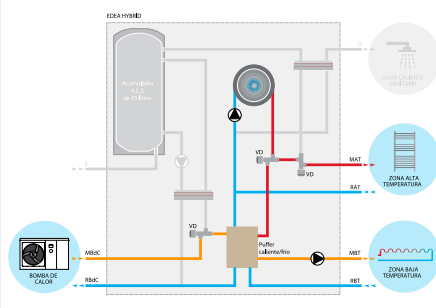 EDEA HYBRID
Acumulador
A.C.S.
de 55 litros
AGUA CALIENTE
SANITARIA
VD
VD
MAT
RAT
ZONA ALTA
TEMPERATURA
VD
Puffer
caliente/frío
MBdC
RBdC
BOMBA DE
CALOR
MBT
RBT
ZONA BAJA
TEMPERATURA